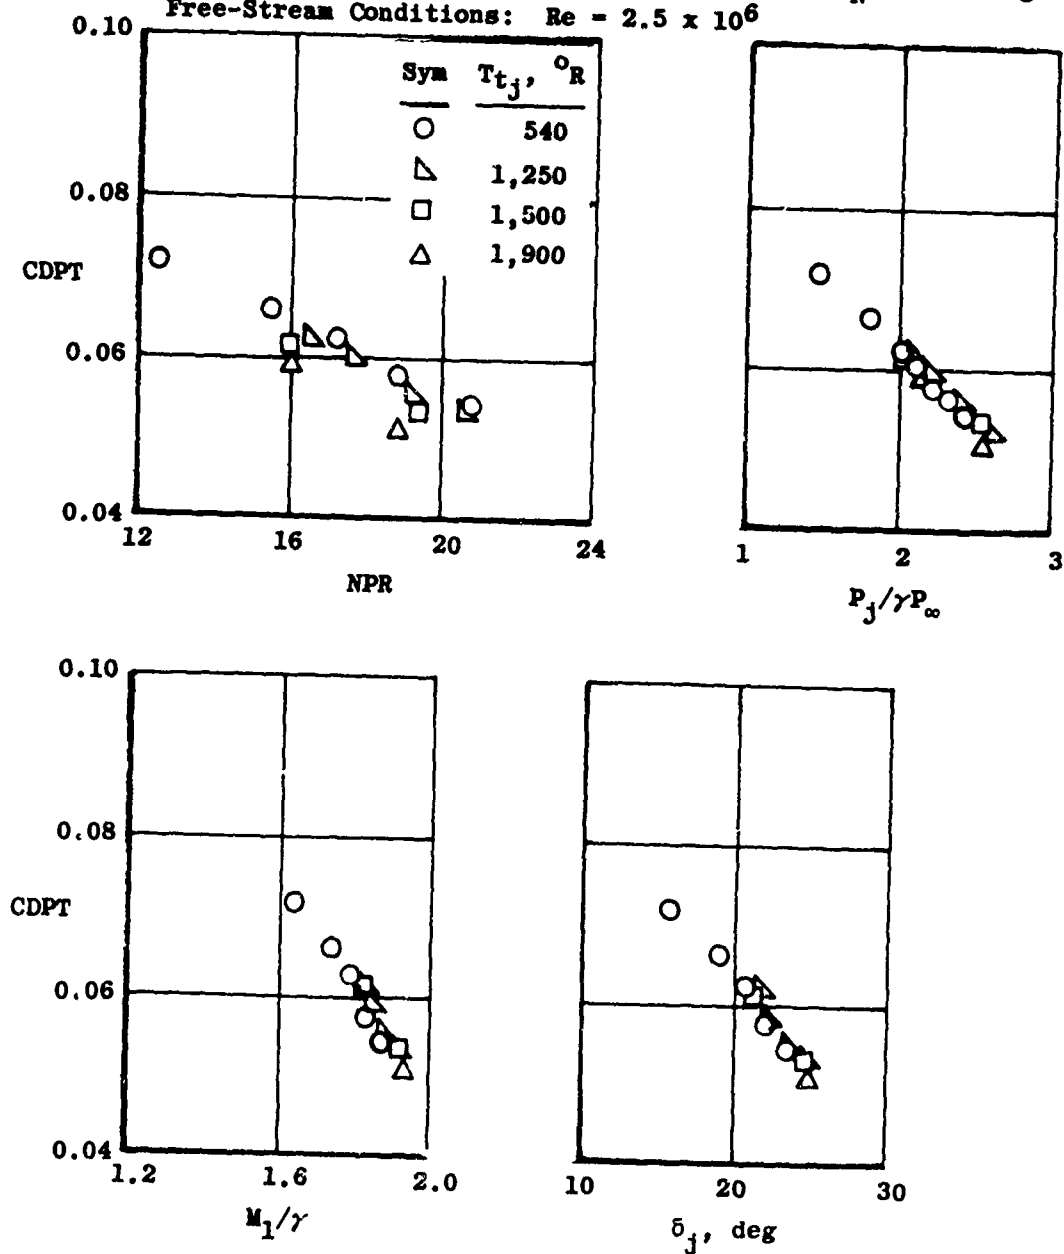 Free-Stream Conditions: Re = 2.5 x 10⁶
0.10
Sym T_tj, °R
540
1,250
1,500
1,900
0.08
CDPT
0.06
0.04
12 16 20 24
NPR
1 2 3
P_j/γP_∞
0.10
0.08
CDPT
0.06
0.04
1.2 1.6 2.0
M_1/γ
10 20 30
δ_j, deg